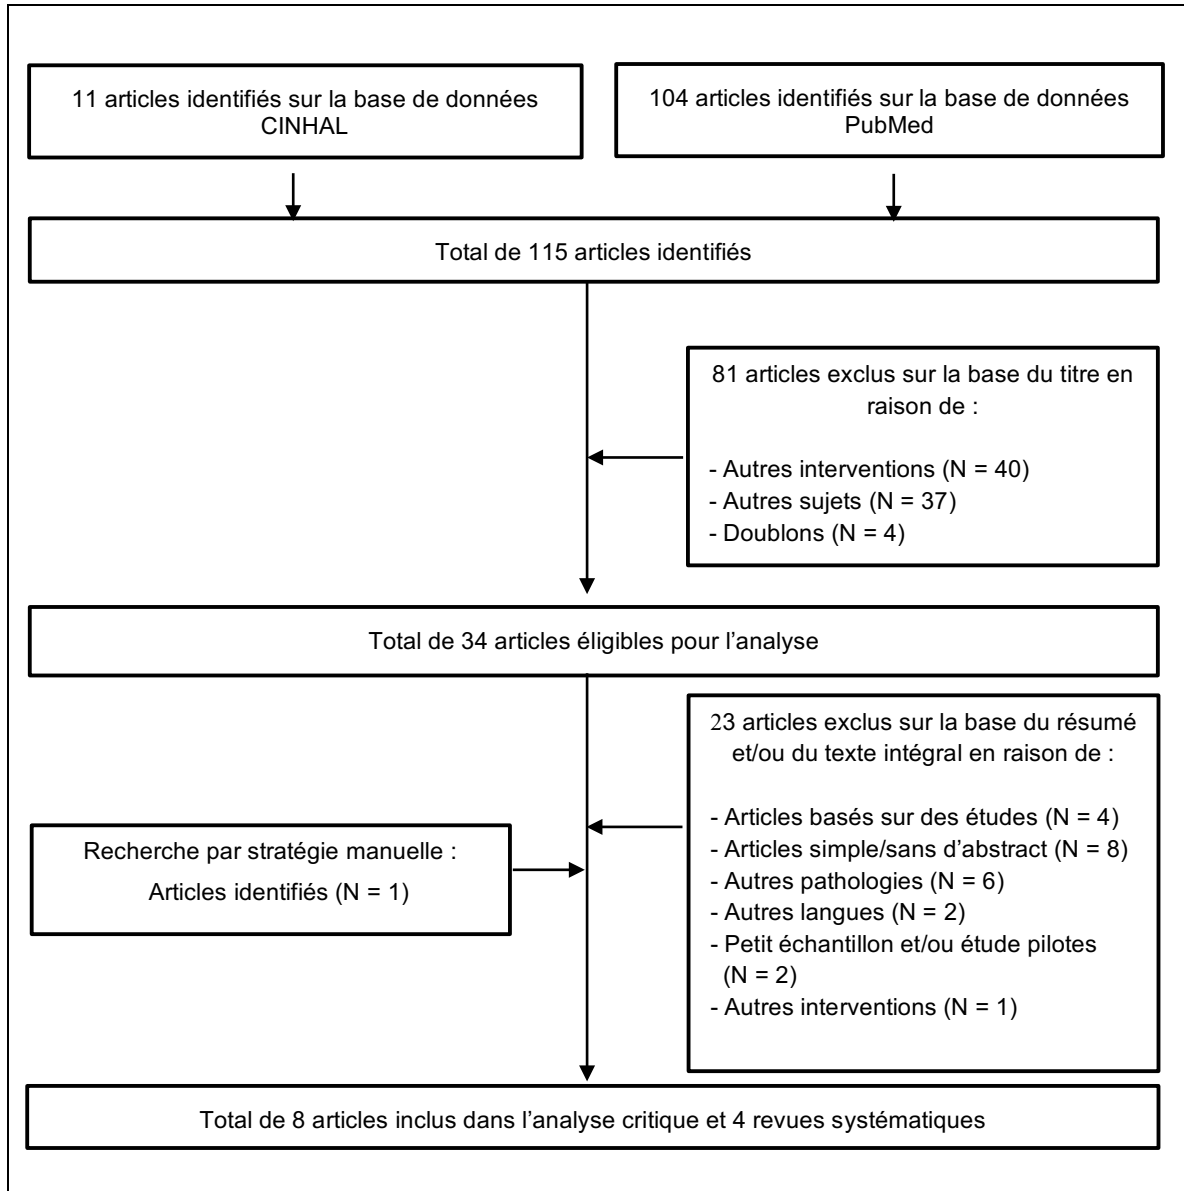 11 articles identifiés sur la base de données
CINHAL
104 articles identifiés sur la base de données
PubMed
Total de 115 articles identifiés
81 articles exclus sur la base du titre en
raison de :
- Autres interventions (N = 40)
- Autres sujets (N = 37)
- Doublons (N = 4)
Total de 34 articles éligibles pour l’analyse
23 articles exclus sur la base du résumé
et/ou du texte intégral en raison de :
- Articles basés sur des études (N = 4)
- Articles simple/sans d’abstract (N = 8)
- Autres pathologies (N = 6)
- Autres langues (N = 2)
- Petit échantillon et/ou étude pilotes
(N = 2)
- Autres interventions (N = 1)
Recherche par stratégie manuelle :
Articles identifiés (N = 1)
Total de 8 articles inclus dans l’analyse critique et 4 revues systématiques